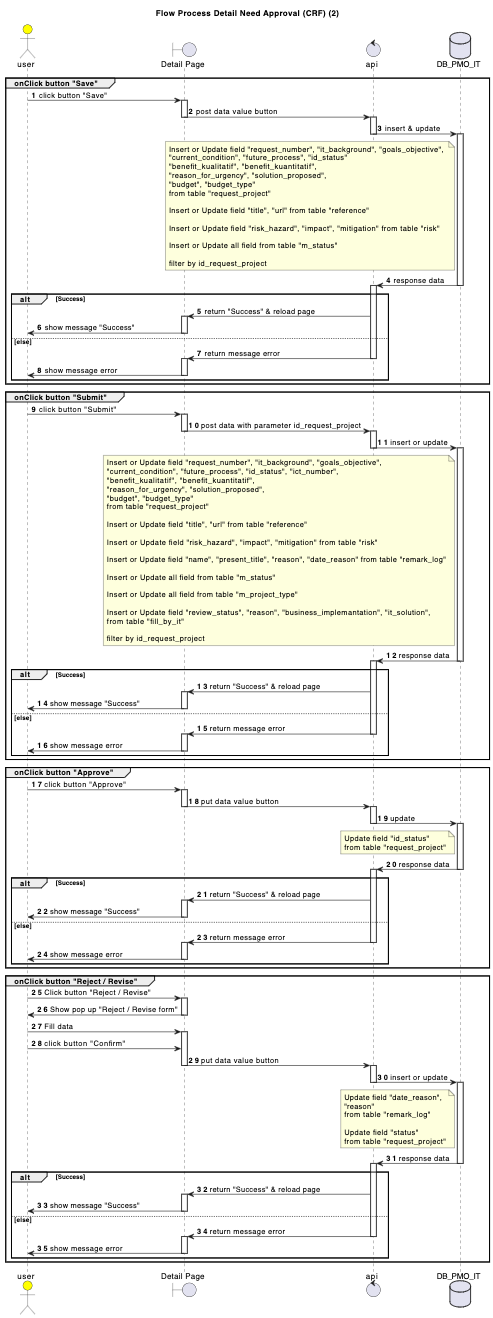 Flow Process Detail Need Approval (CRF) (2)
user
Detail Page
api
DB_PMO_IT
onClick button "Save"
1 click button "Save"
2 post data value button
3 insert & update
Insert or Update field "request_number", "it_background", "goals_objective",
"current_condition", "future_process", "id_status"
"benefit_kualitatif", "benefit_kuantitatif",
"reason_for_urgency", "solution_proposed",
"budget", "budget_type"
from table "request_project"
Insert or Update field "title", "url" from table "reference"
Insert or Update field "risk_hazard", "impact", "mitigation" from table "risk"
Insert or Update all field from table "m_status"
filter by id_request_project
4 response data
alt [Success]
5 return "Success" & reload page
6 show message "Success"
[else]
7 return message error
8 show message error
onClick button "Submit"
9 click button "Submit"
10 post data with parameter id_request_project
11 insert or update
Insert or Update field "request_number", "it_background", "goals_objective",
"current_condition", "future_process", "id_status", "ict_number",
"benefit_kualitatif", "benefit_kuantitatif",
"reason_for_urgency", "solution_proposed",
"budget", "budget_type"
from table "request_project"
Insert or Update field "title", "url" from table "reference"
Insert or Update field "risk_hazard", "impact", "mitigation" from table "risk"
Insert or Update field "name", "present_title", "reason", "date_reason" from table "remark_log"
Insert or Update all field from table "m_status"
Insert or Update all field from table "m_project_type"
Insert or Update field "review_status", "reason", "business_implemantation", "it_solution",
from table "fill_by_it"
filter by id_request_project
12 response data
alt [Success]
13 return "Success" & reload page
14 show message "Success"
[else]
15 return message error
16 show message error
onClick button "Approve"
17 click button "Approve"
18 put data value button
19 update
Update field "id_status"
from table "request_project"
20 response data
alt [Success]
21 return "Success" & reload page
22 show message "Success"
[else]
23 return message error
24 show message error
onClick button "Reject / Revise"
25 Click button "Reject / Revise"
26 Show pop up "Reject / Revise form"
27 Fill data
28 click button "Confirm"
29 put data value button
30 insert or update
Update field "date_reason",
"reason"
from table "remark_log"
Update field "status"
from table "request_project"
31 response data
alt [Success]
32 return "Success" & reload page
33 show message "Success"
[else]
34 return message error
35 show message error
user
Detail Page
api
DB_PMO_IT